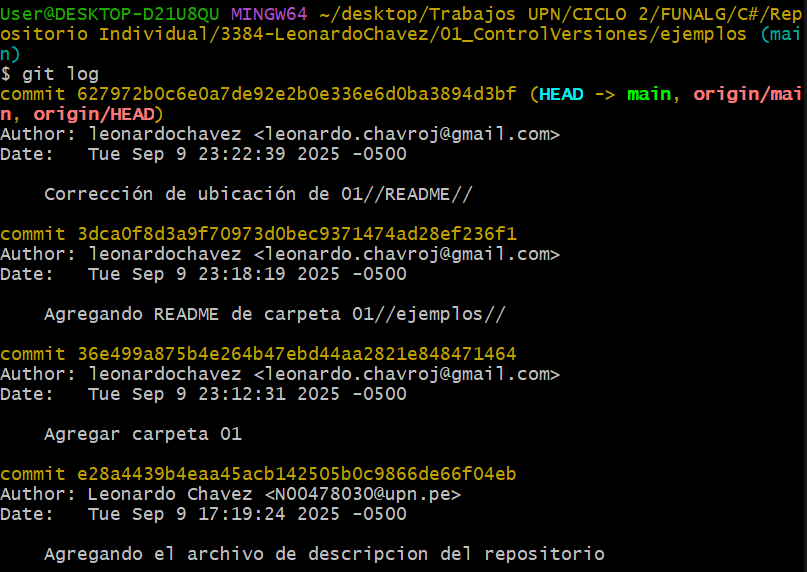 User@DESKTOP-D21U8QU MINGW64 ~/desktop/Trabajos UPN/CICLO 2/FUNALG/C#/Rep
ositorio Individual/3384-LeonardoChavez/01_ControlVersiones/ejemplos (mai
n)
$ git log
commit 627972b0c6e0a7de92e2b0e336e6d0ba3894d3bf (HEAD -> main, origin/mai
n, origin/HEAD)
Author: leonardochavez <leonardo.chavroj@gmail.com>
Date:   Tue Sep 9 23:22:39 2025 -0500

    Corrección de ubicación de 01//README//

commit 3dca0f8d3a9f70973d0bec9371474ad28ef236f1
Author: leonardochavez <leonardo.chavroj@gmail.com>
Date:   Tue Sep 9 23:18:19 2025 -0500

    Agregando README de carpeta 01//ejemplos//

commit 36e499a875b4e264b47ebd44aa2821e848471464
Author: leonardochavez <leonardo.chavroj@gmail.com>
Date:   Tue Sep 9 23:12:31 2025 -0500

    Agregar carpeta 01

commit e28a4439b4eaa45acb142505b0c9866de66f04eb
Author: Leonardo Chavez <N00478030@upn.pe>
Date:   Tue Sep 9 17:19:24 2025 -0500

    Agregando el archivo de descripcion del repositorio